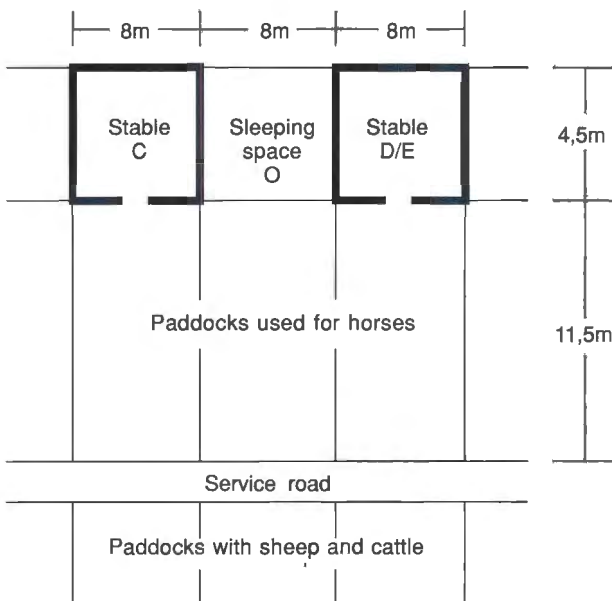 8m 8m 8m
Stable
C
Sleeping
space
O
Stable
D/E
4,5m
Paddocks used for horses
11,5m
Service road
Paddocks with sheep and cattle